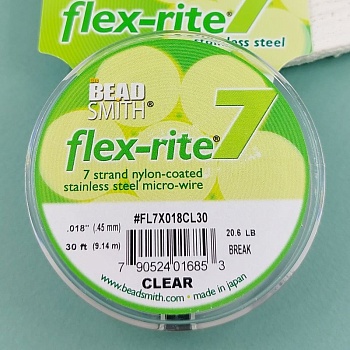 flex-rite® 7
stainless steel
the BEAD SMITH®
flex-rite® 7
7 strand nylon-coated
stainless steel micro-wire
#FL7X018CL30
.018" (.45 mm)
30 ft (9.14 m)
20.6 LB
BREAK
7 90524 01685 3
CLEAR
www.beadsmith.com • made in japan